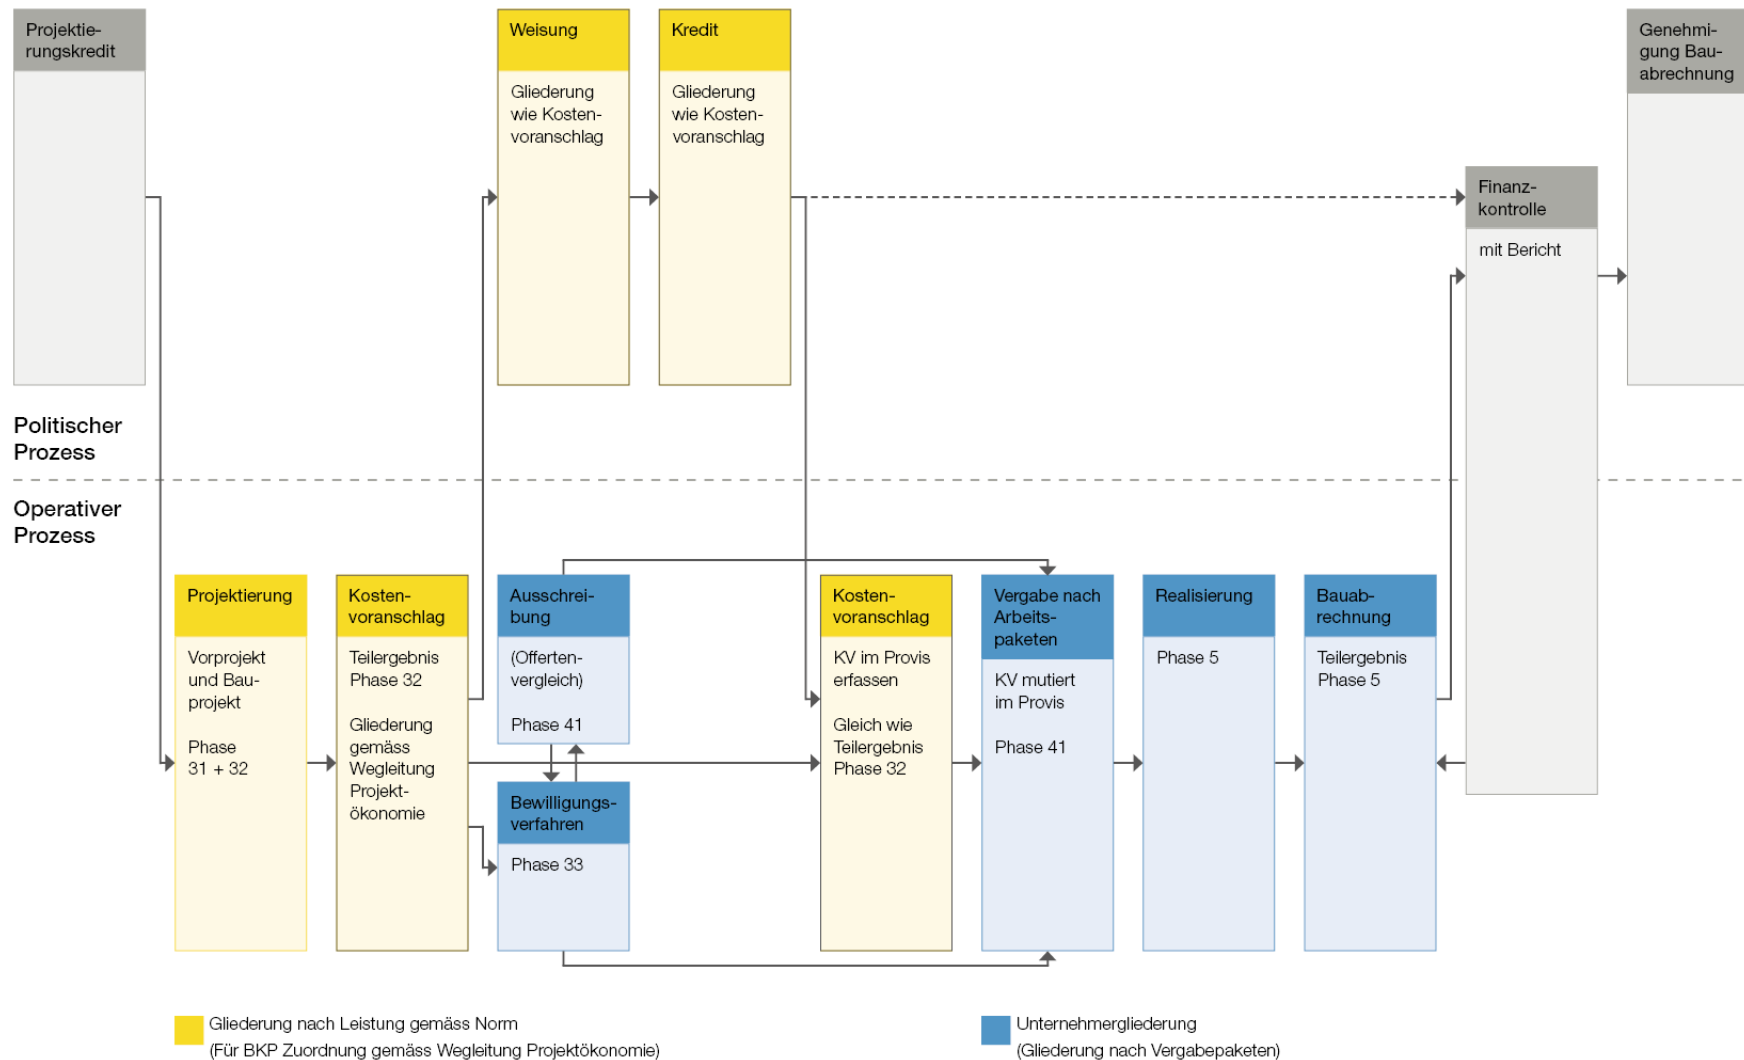 Projektie-
rungskredit
Weisung
Gliederung
wie Kosten-
voranschlag
Kredit
Gliederung
wie Kosten-
voranschlag
Genehmi-
gung Bau-
abrechnung
Finanz-
kontrolle
mit Bericht
Politischer
Prozess
Operativer
Prozess
Projektierung
Vorprojekt
und Bau-
projekt
Phase
31 + 32
Kosten-
voranschlag
Teilergebnis
Phase 32
Gliederung
gemäss
Wegleitung
Projekt-
ökonomie
Ausschrei-
bung
(Offerten-
vergleich)
Phase 41
Bewilligungs-
verfahren
Phase 33
Kosten-
voranschlag
KV im Provis
erfassen
Gleich wie
Teilergebnis
Phase 32
Vergabe nach
Arbeits-
paketen
KV mutiert
im Provis
Phase 41
Realisierung
Phase 5
Bauab-
rechnung
Teilergebnis
Phase 5
Gliederung nach Leistung gemäss Norm
(Für BKP Zuordnung gemäss Wegleitung Projektökonomie)
Unternehmergliederung
(Gliederung nach Vergabepaketen)